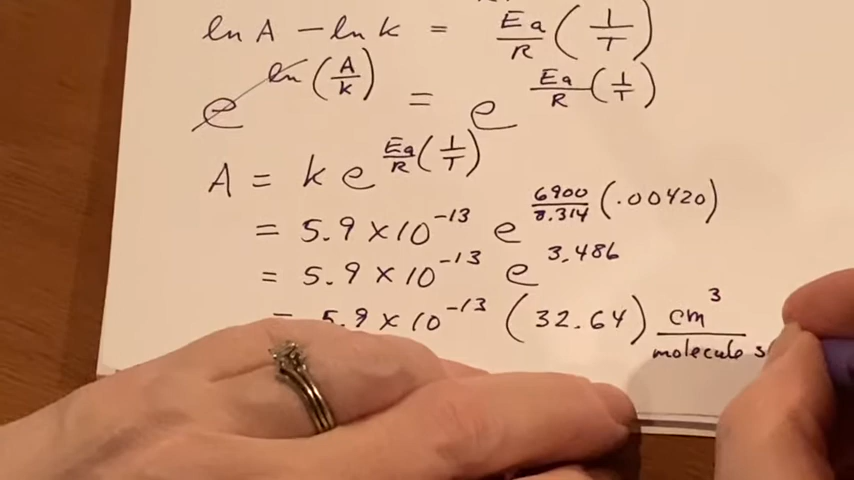 ln A − ln k = Ea/R (1/T)
e^ln(A/k) = e^Ea/R(1/T)
A = k e^Ea/R(1/T)
= 5.9 × 10^-13 e^6900/8.314(.00420)
= 5.9 × 10^-13 e^3.486
= 5.9 × 10^-13 (32.64) cm^3/molecule s